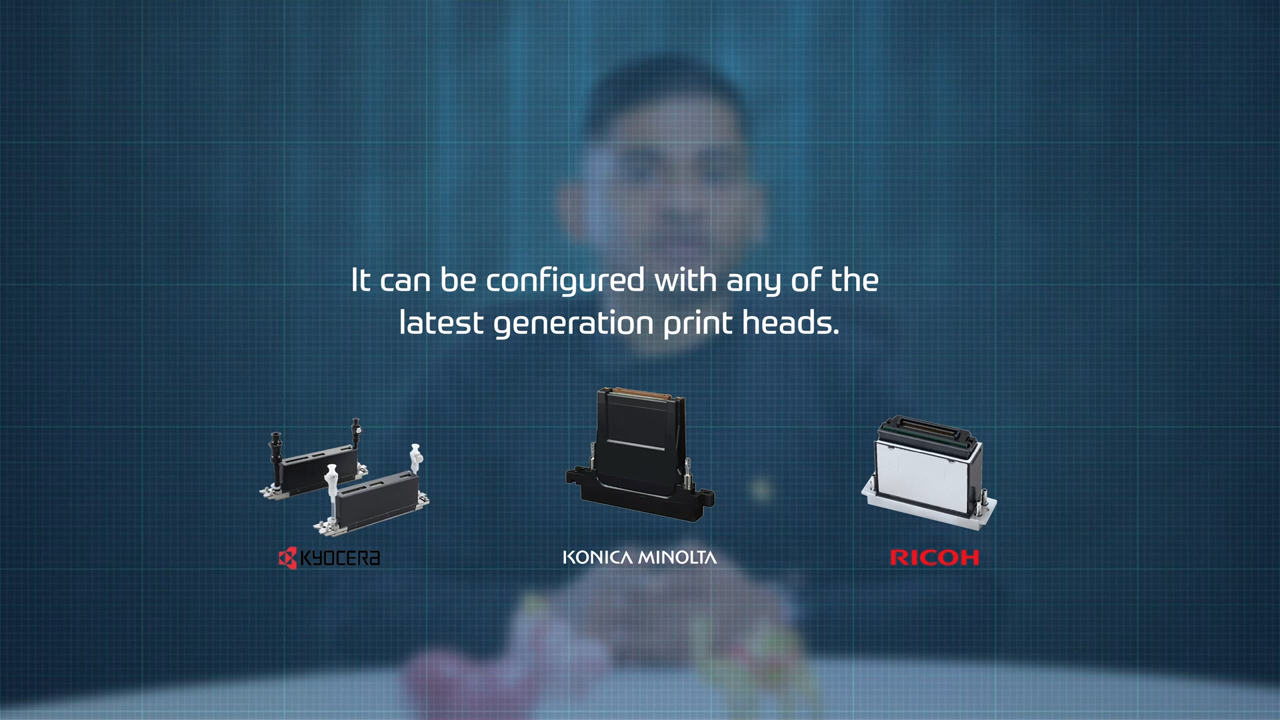 It can be configured with any of the
latest generation print heads.
KYOCERA
KONICA MINOLTA
RICOH